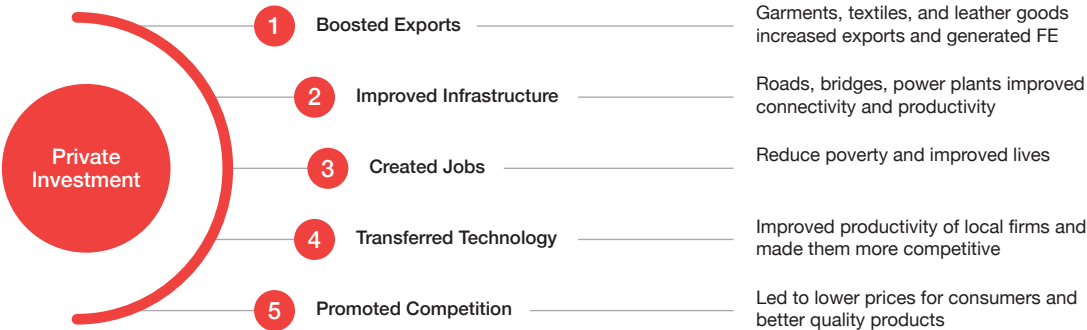 Private
Investment
1
Boosted Exports
Garments, textiles, and leather goods
increased exports and generated FE
2
Improved Infrastructure
Roads, bridges, power plants improved
connectivity and productivity
3
Created Jobs
Reduce poverty and improved lives
4
Transferred Technology
Improved productivity of local firms and
made them more competitive
5
Promoted Competition
Led to lower prices for consumers and
better quality products